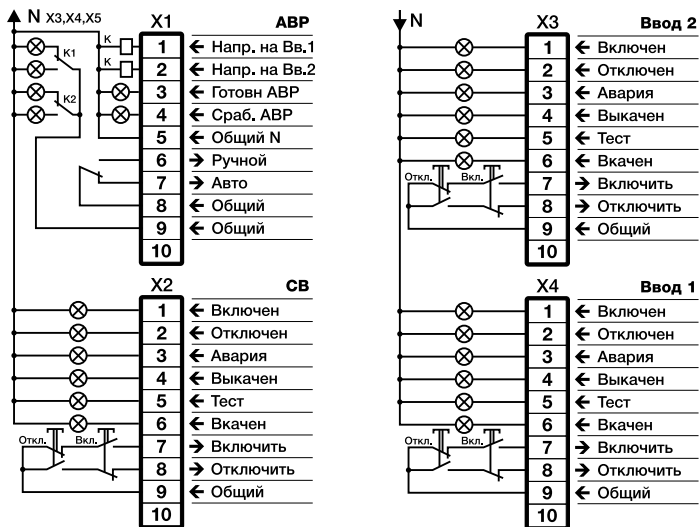 N X3,X4,X5 X1 АВР
K1
K2
К 1 ← Напр. на Вв.1
К 2 ← Напр. на Вв.2
3 ← Готовн АВР
4 ← Сраб. АВР
5 ← Общий N
6 → Ручной
7 → Авто
8 ← Общий
9 ← Общий
10
X2 СВ
1 ← Включен
2 ← Отключен
3 ← Авария
4 ← Выкачен
5 ← Тест
6 ← Вкачен
Откл. Вкл. 7 → Включить
8 → Отключить
9 ← Общий
10
N X3 Ввод 2
1 ← Включен
2 ← Отключен
3 ← Авария
4 ← Выкачен
5 ← Тест
6 ← Вкачен
Откл. Вкл. 7 → Включить
8 → Отключить
9 ← Общий
10
X4 Ввод 1
1 ← Включен
2 ← Отключен
3 ← Авария
4 ← Выкачен
5 ← Тест
6 ← Вкачен
Откл. Вкл. 7 → Включить
8 → Отключить
9 ← Общий
10